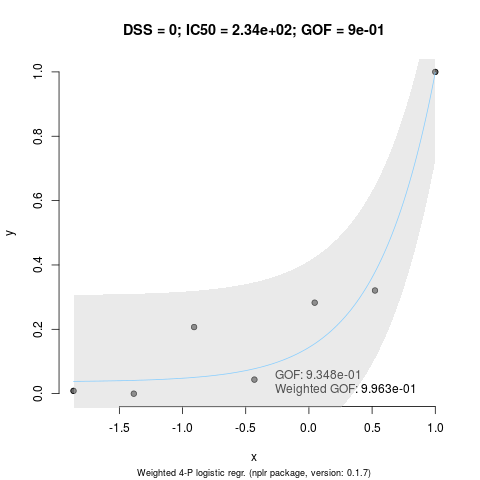 DSS = 0; IC50 = 2.34e+02; GOF = 9e-01
1.0
0.8
0.6
y
0.4
0.2
GOF: 9.348e-01
Weighted GOF: 9.963e-01
0.0
-1.5 -1.0 -0.5 0.0 0.5 1.0
x
Weighted 4-P logistic regr. (nplr package, version: 0.1.7)